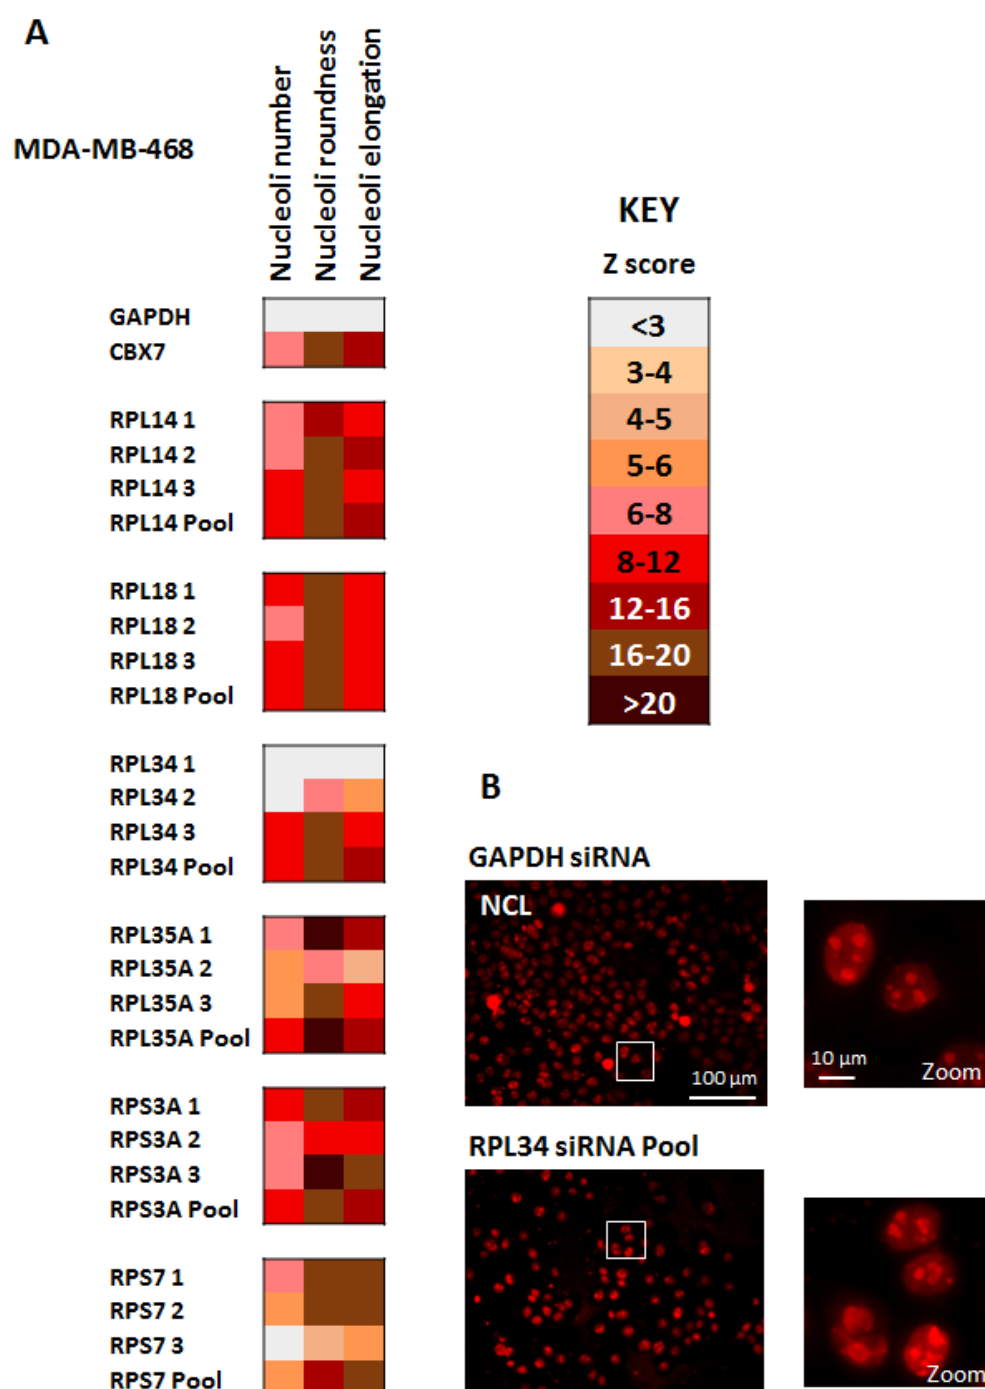 A
MDA-MB-468
Nucleoli number
Nucleoli roundness
Nucleoli elongation
GAPDH
CBX7
RPL14 1
RPL14 2
RPL14 3
RPL14 Pool
RPL18 1
RPL18 2
RPL18 3
RPL18 Pool
RPL34 1
RPL34 2
RPL34 3
RPL34 Pool
RPL35A 1
RPL35A 2
RPL35A 3
RPL35A Pool
RPS3A 1
RPS3A 2
RPS3A 3
RPS3A Pool
RPS7 1
RPS7 2
RPS7 3
RPS7 Pool
KEY
Z score
<3
3-4
4-5
5-6
6-8
8-12
12-16
16-20
>20
B
GAPDH siRNA
NCL
100 µm
10 µm
Zoom
RPL34 siRNA Pool
Zoom